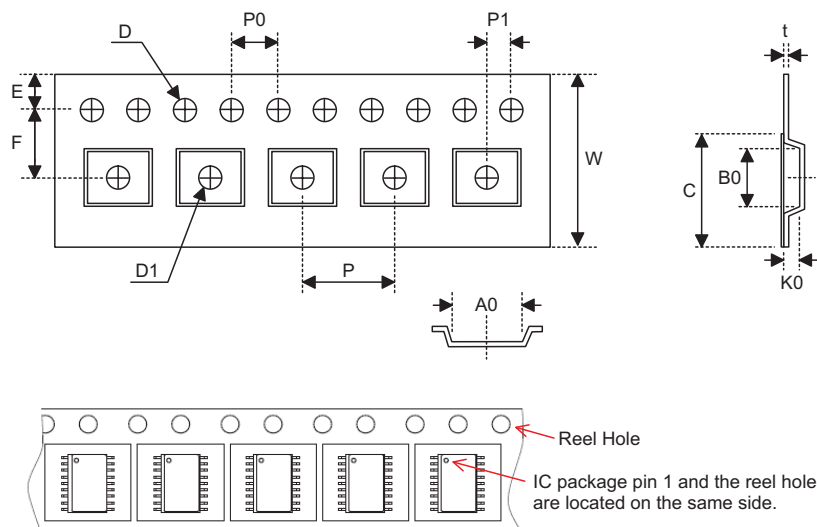 D
P0
P1
t
E
F
W
C
B0
D1
P
K0
A0
Reel Hole
IC package pin 1 and the reel hole
are located on the same side.